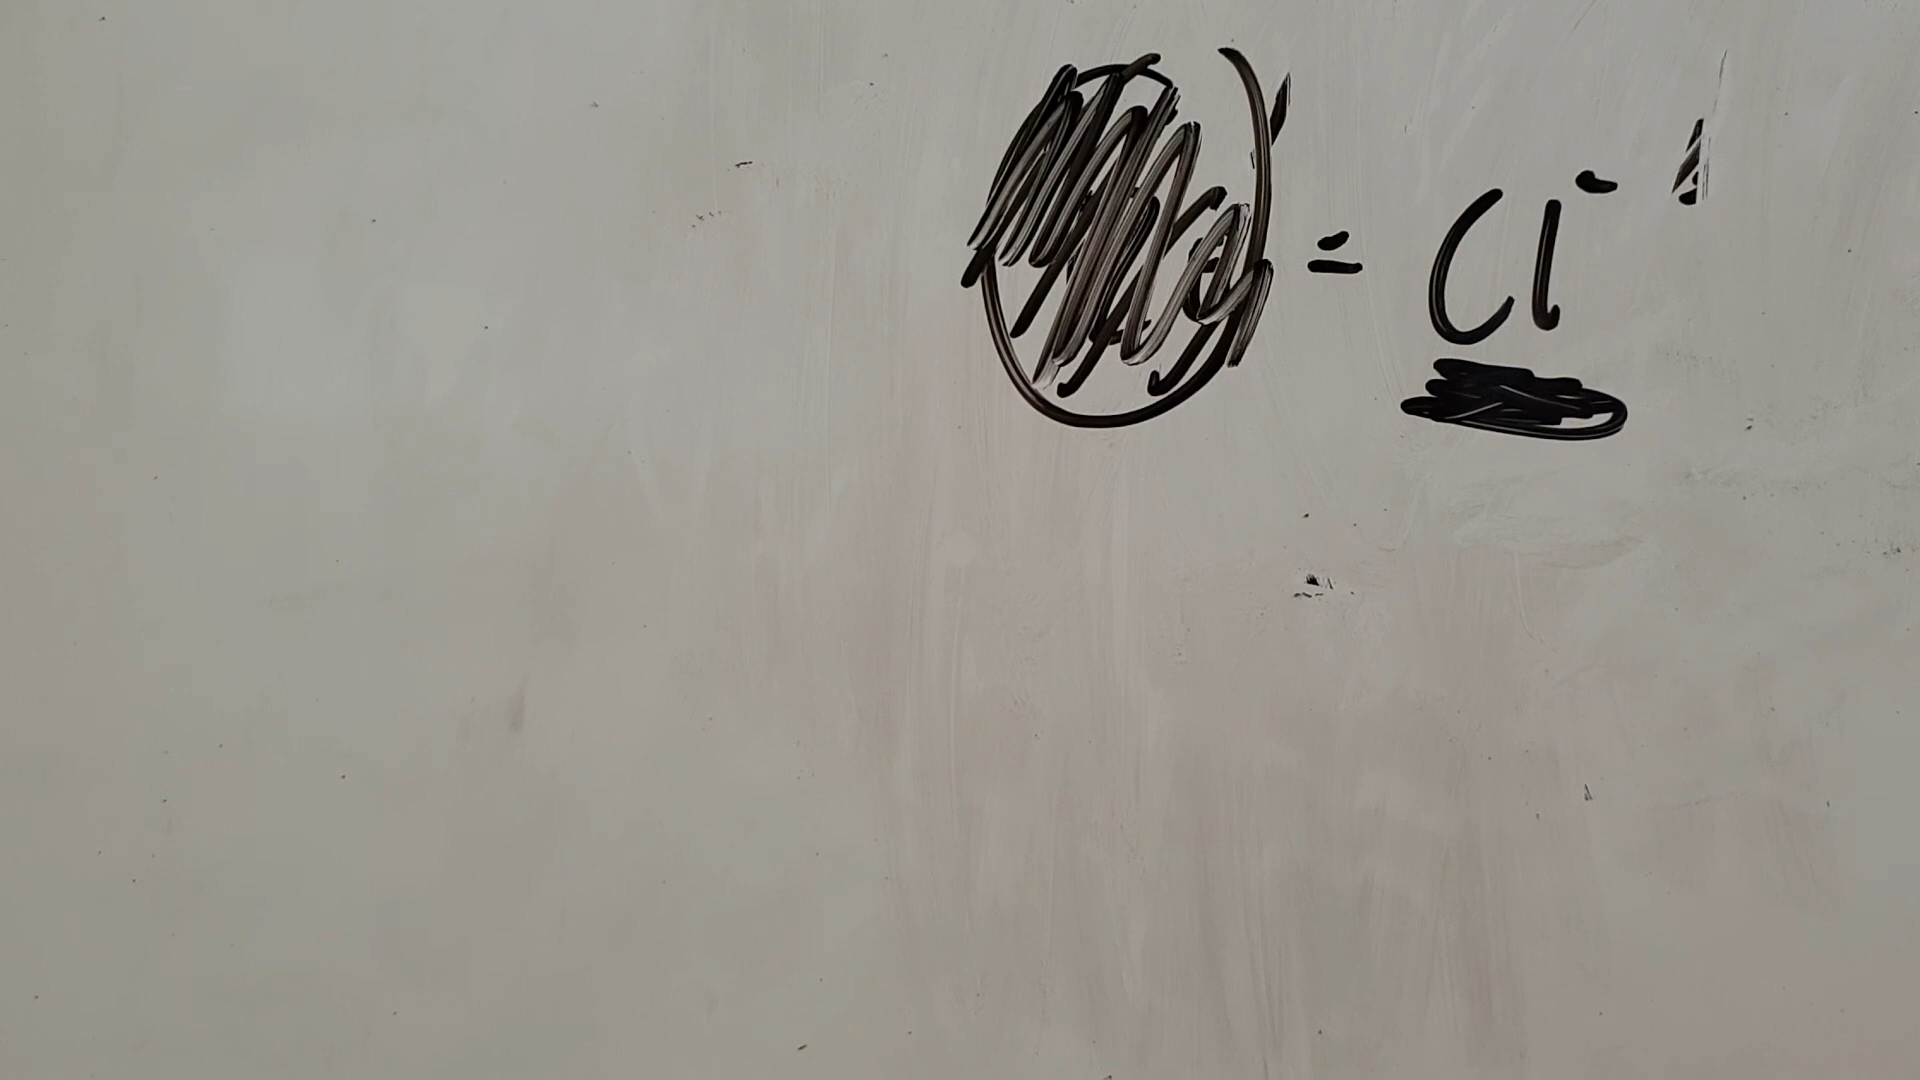 = Cl⁻